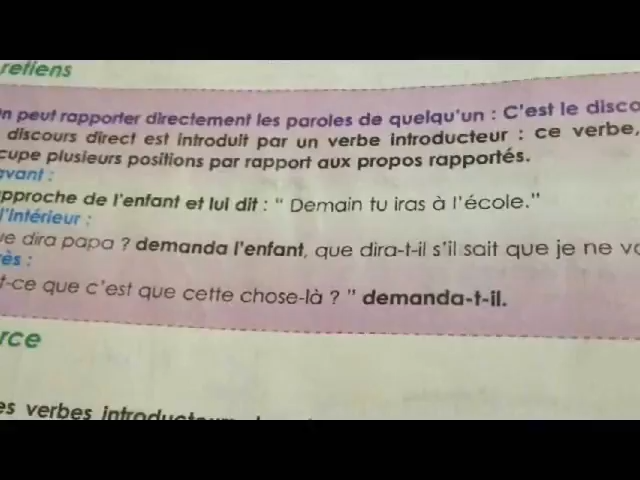 retiens
n peut rapporter directement les paroles de quelqu'un : C'est le disco
discours direct est introduit par un verbe introducteur : ce verbe,
cupe plusieurs positions par rapport aux propos rapportés.
avant :
pproche de l'enfant et lui dit : " Demain tu iras à l'école."
l'intérieur :
ue dira papa ? demanda l'enfant, que dira-t-il s'il sait que je ne vo
ès :
t-ce que c'est que cette chose-là ? " demanda-t-il.
rce
es verbes introducteurs